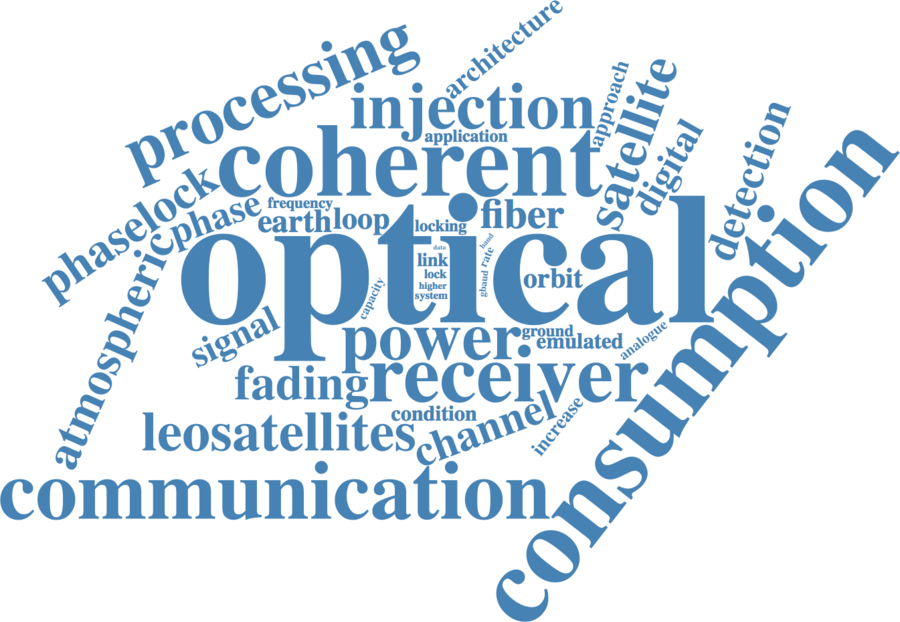 architecture
processing
injection
approach
satellite
application
coherent
digital
detection
consumption
phaselock
phase
frequency
earth
loop
locking
fiber
optical
atmospheric
data
band
link
rate
lock
gbaud
higher
system
capacity
orbit
signal
power
ground
emulated
analogue
fading
receiver
condition
channel
increase
leosatellites
communication